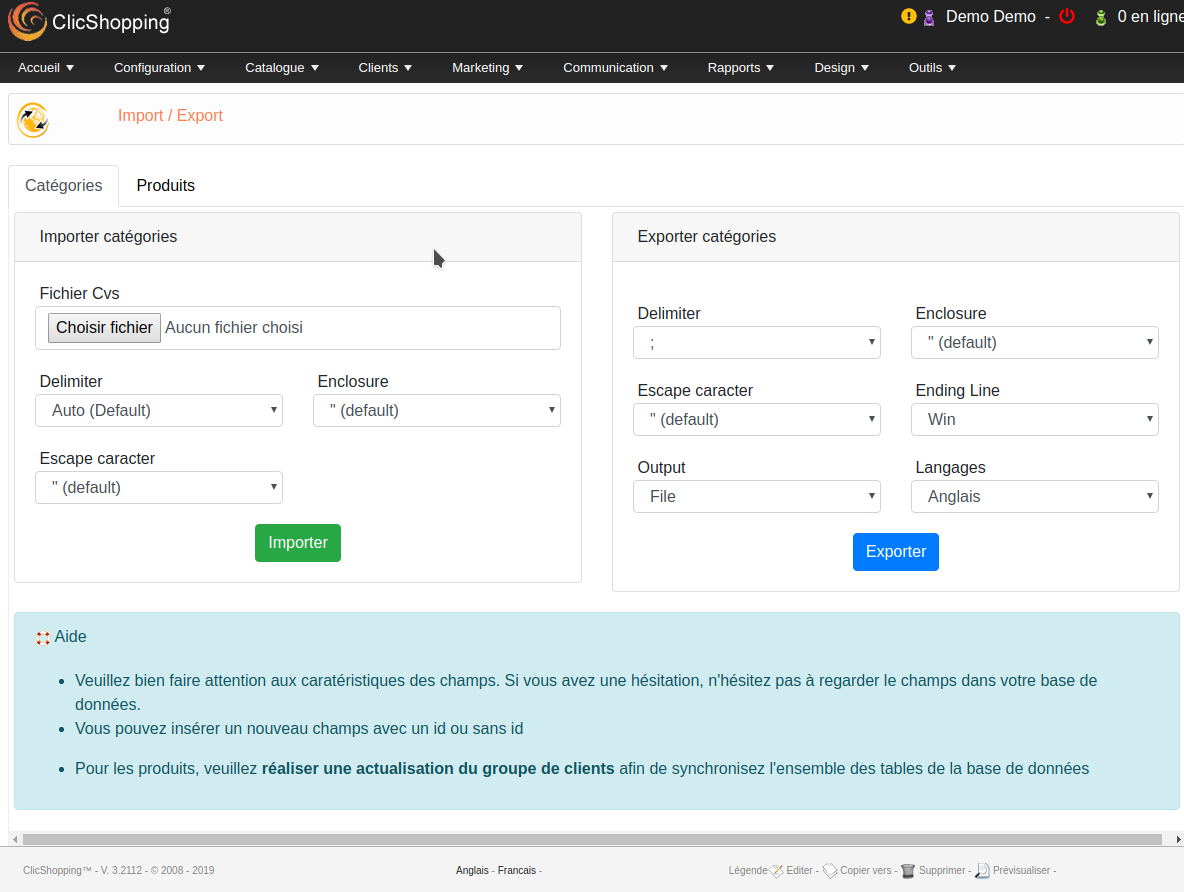 ClicShopping®
Demo Demo - 0 en ligne
Accueil Configuration Catalogue Clients Marketing Communication Rapports Design Outils
Import / Export
Catégories Produits
Importer catégories
Fichier Cvs
Choisir fichier Aucun fichier choisi
Delimiter Enclosure
Auto (Default) " (default)
Escape caracter
" (default)
Importer
Exporter catégories
Delimiter Enclosure
; " (default)
Escape caracter Ending Line
" (default) Win
Output Langages
File Anglais
Exporter
Aide
Veuillez bien faire attention aux caratéristiques des champs. Si vous avez une hésitation, n'hésitez pas à regarder le champs dans votre base de
données.
Vous pouvez insérer un nouveau champs avec un id ou sans id
Pour les produits, veuillez réaliser une actualisation du groupe de clients afin de synchronisez l'ensemble des tables de la base de données
ClicShopping™ - V. 3.2112 - © 2008 - 2019 Anglais - Francais - Légende Editer - Copier vers - Supprimer - Prévisualiser -